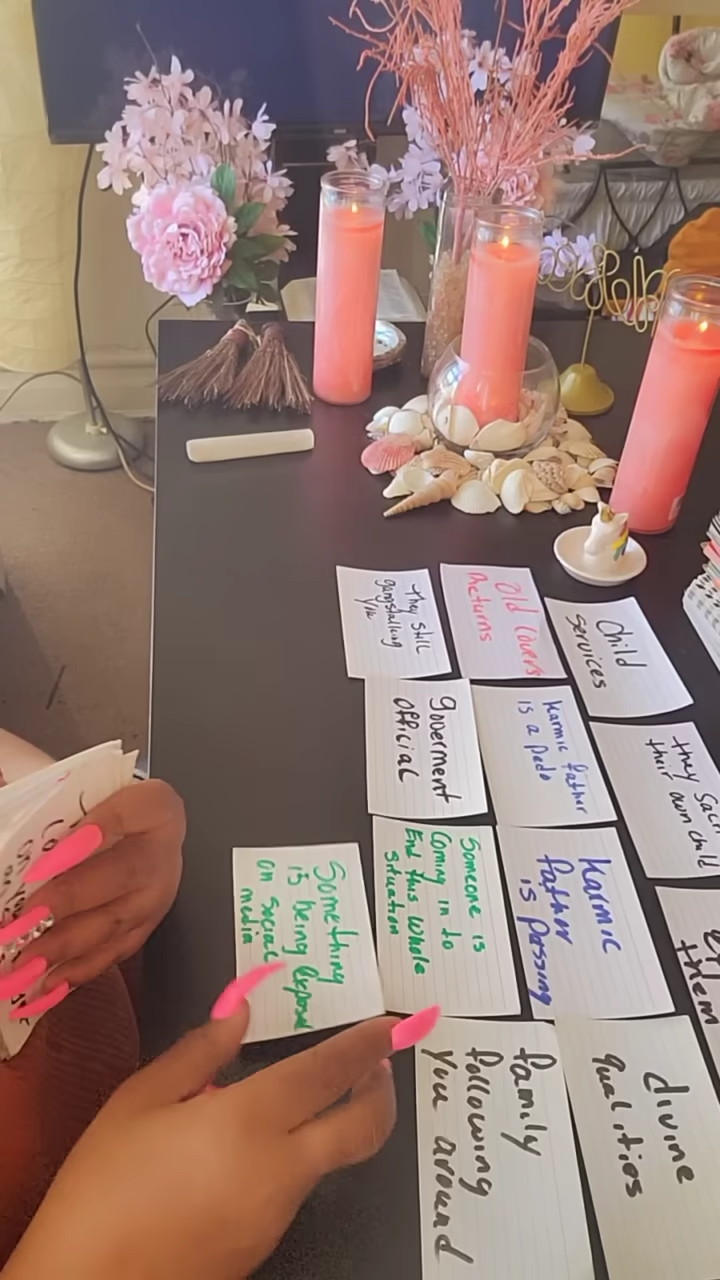 They still
gangstalking
You
Old lovers
Returns
Child
services
Goverment
Official
Karmic father
is a pedo
they
their own child
Someone is
Coming in to
End this whole
Situation
Karmic
father
is passing
them
Something
is being Exposed
on social
media
family
following
You around
divine
qualities